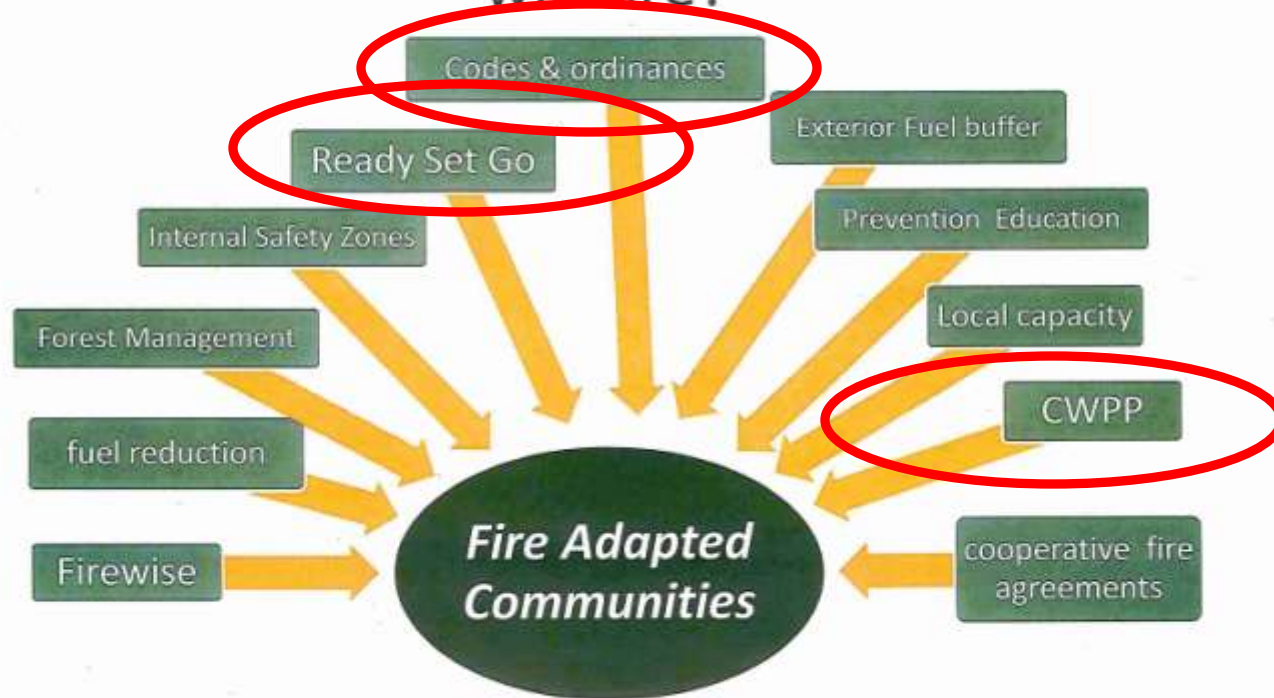 Codes & ordinances
Ready Set Go
Exterior Fuel buffer
Internal Safety Zones
Prevention Education
Forest Management
Local capacity
fuel reduction
CWPP
Firewise
Fire Adapted
Communities
cooperative fire
agreements